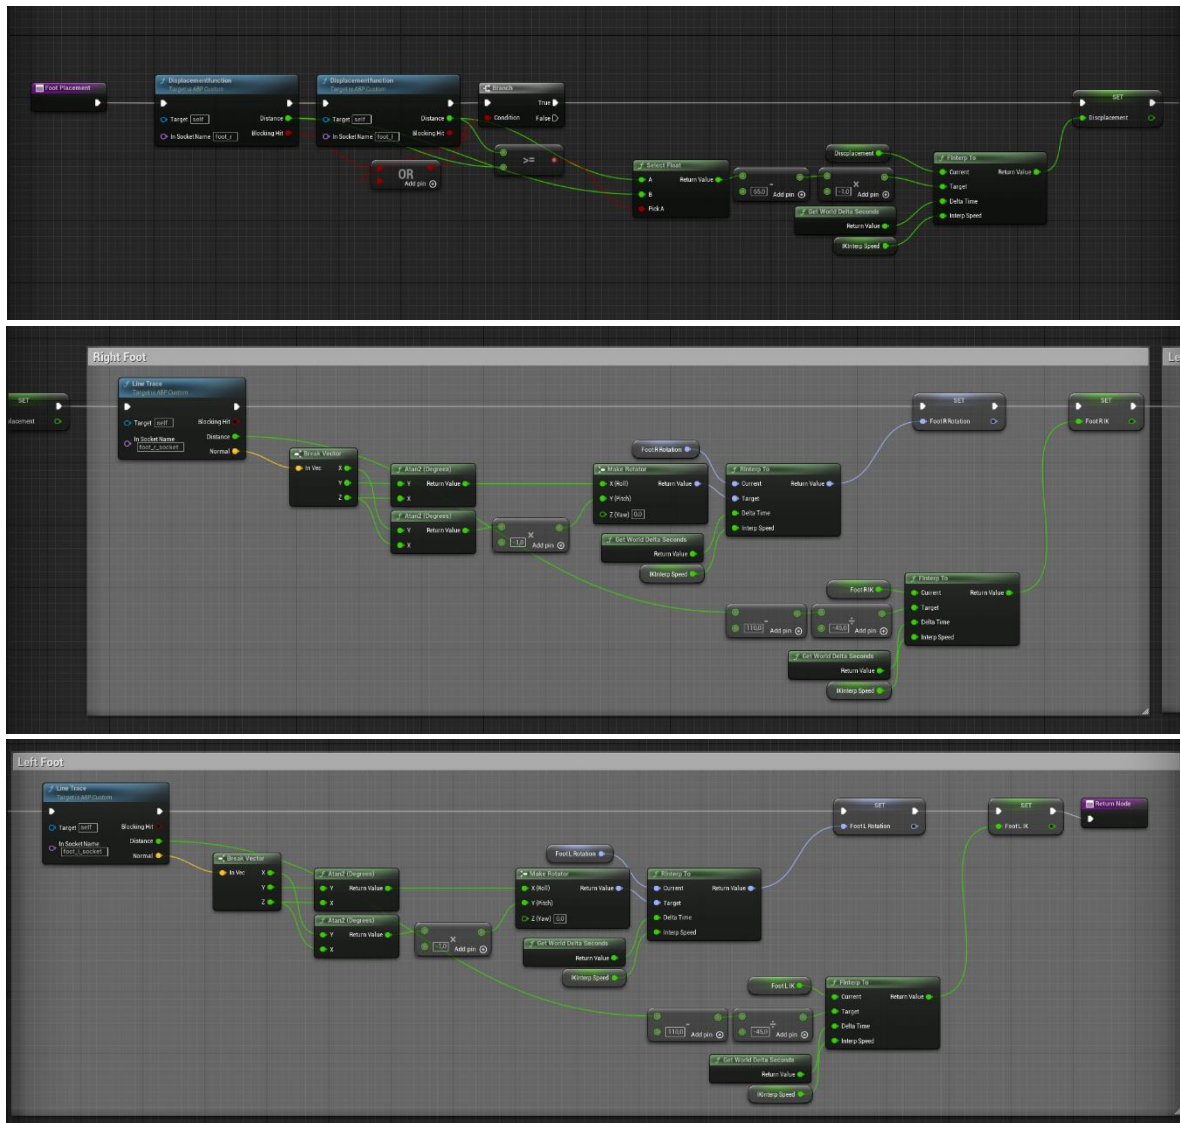 Foot Placement
Displacementfunction
Target is ABP Custom
Target self
Distance
In Socket Name foot_r
Blocking Hit
Displacementfunction
Target is ABP Custom
Target self
Distance
In Socket Name foot_l
Blocking Hit
Branch
True
Condition
False
OR
Add pin
>=
Select Float
A
Return Value
B
Pick A
-
65,0
Add pin
x
-1,0
Add pin
Discplacement
Get World Delta Seconds
Return Value
IKInterp Speed
FInterp To
Current
Return Value
Target
Delta Time
Interp Speed
SET
Discplacement
Right Foot
Le
SET
placement
Line Trace
Target is ABP Custom
Target self
Blocking Hit
In Socket Name
foot_r_socket
Distance
Normal
Break Vector
In Vec
X
Y
Z
Atan2 (Degrees)
Y
Return Value
X
Atan2 (Degrees)
Y
Return Value
X
x
-1,0
Add pin
Foot R Rotation
Make Rotator
X (Roll)
Return Value
Y (Pitch)
Z (Yaw) 0,0
Get World Delta Seconds
Return Value
IKInterp Speed
RInterp To
Current
Return Value
Target
Delta Time
Interp Speed
SET
Foot R Rotation
SET
Foot R IK
-
110,0
Add pin
÷
-45,0
Add pin
Foot R IK
Get World Delta Seconds
Return Value
IKInterp Speed
FInterp To
Current
Return Value
Target
Delta Time
Interp Speed
Left Foot
Line Trace
Target is ABP Custom
Target self
Blocking Hit
In Socket Name
foot_l_socket
Distance
Normal
Break Vector
In Vec
X
Y
Z
Atan2 (Degrees)
Y
Return Value
X
Atan2 (Degrees)
Y
Return Value
X
x
-1,0
Add pin
Foot L Rotation
Make Rotator
X (Roll)
Return Value
Y (Pitch)
Z (Yaw) 0,0
Get World Delta Seconds
Return Value
IKInterp Speed
RInterp To
Current
Return Value
Target
Delta Time
Interp Speed
SET
Foot L Rotation
SET
Foot L IK
Return Node
-
110,0
Add pin
÷
-45,0
Add pin
Foot L IK
Get World Delta Seconds
Return Value
IKInterp Speed
FInterp To
Current
Return Value
Target
Delta Time
Interp Speed